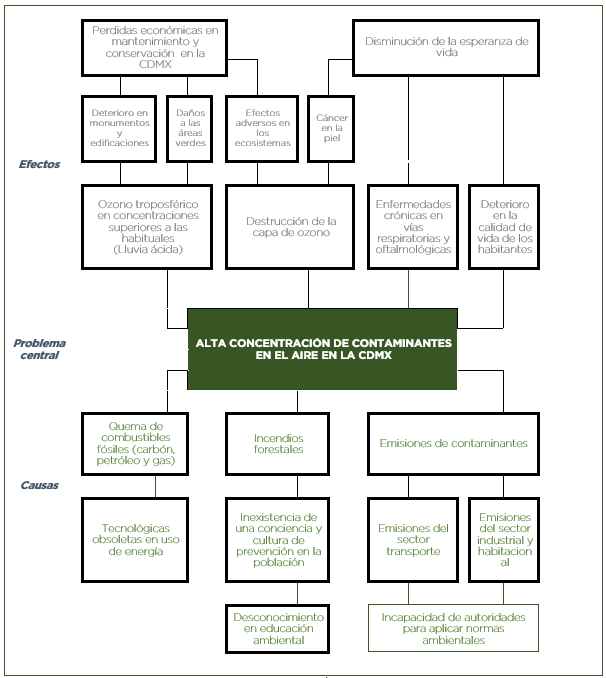 Perdidas económicas en
mantenimiento y
conservación en la
CDMX
Disminución de la esperanza de
vida
Deterioro en
monumentos
y
edificaciones
Daños
a las
áreas
verdes
Efectos
adversos en
los
ecosistemas
Cáncer
en la
piel
Efectos
Ozono troposférico
en concentraciones
superiores a las
habituales
(Lluvia ácida)
Destrucción de la
capa de ozono
Enfermedades
crónicas en
vías
respiratorias y
oftalmológicas
Deterioro
en la
calidad de
vida de los
habitantes
Problema
central
ALTA CONCENTRACIÓN DE CONTAMINANTES
EN EL AIRE EN LA CDMX
Quema de
combustibles
fósiles (carbón,
petróleo y gas)
Incendios
forestales
Emisiones de contaminantes
Causas
Tecnológicas
obsoletas en uso
de energía
Inexistencia de
una conciencia y
cultura de
prevención en la
población
Emisiones del
sector
transporte
Emisiones
del sector
industrial y
habitacion
al
Desconocimiento
en educación
ambiental
Incapacidad de autoridades
para aplicar normas
ambientales